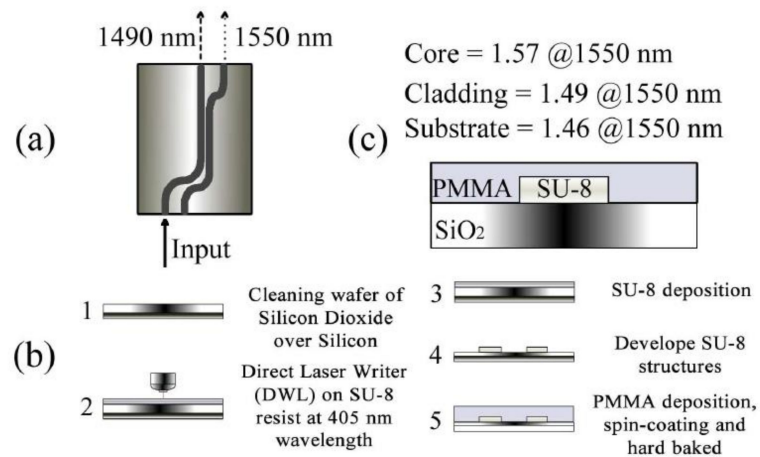 1490 nm 1550 nm
(a)
Input
Core = 1.57 @1550 nm
Cladding = 1.49 @1550 nm
Substrate = 1.46 @1550 nm
(c)
PMMA SU-8
SiO2
(b)
1 Cleaning wafer of
Silicon Dioxide
over Silicon
2 Direct Laser Writer
(DWL) on SU-8
resist at 405 nm
wavelength
3 SU-8 deposition
4 Develope SU-8
structures
5 PMMA deposition,
spin-coating and
hard baked